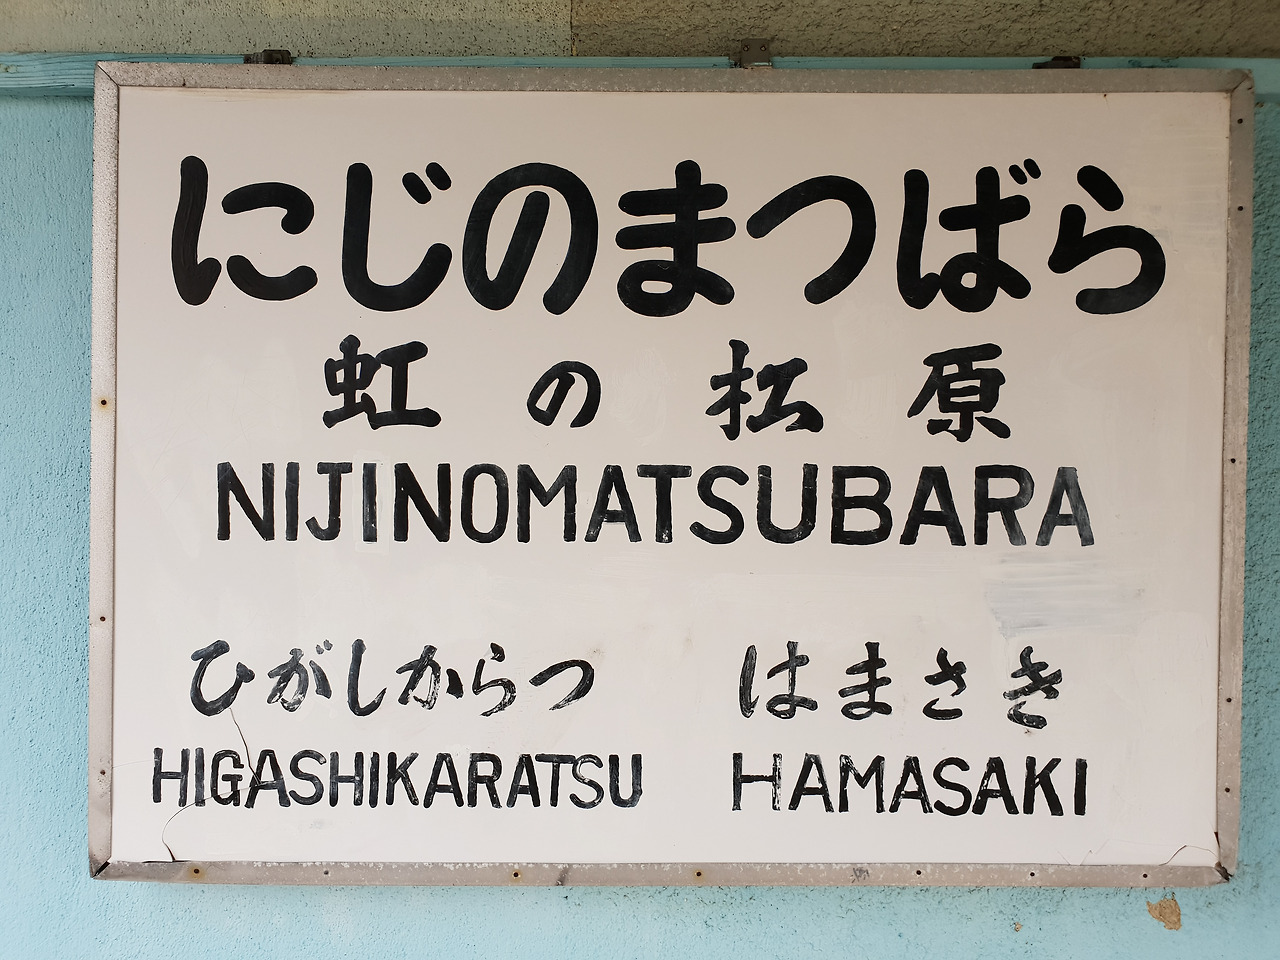 にじのまつばら
虹の松原
NIJINOMATSUBARA
ひがしからつ はまさき
HIGASHIKARATSU HAMASAKI